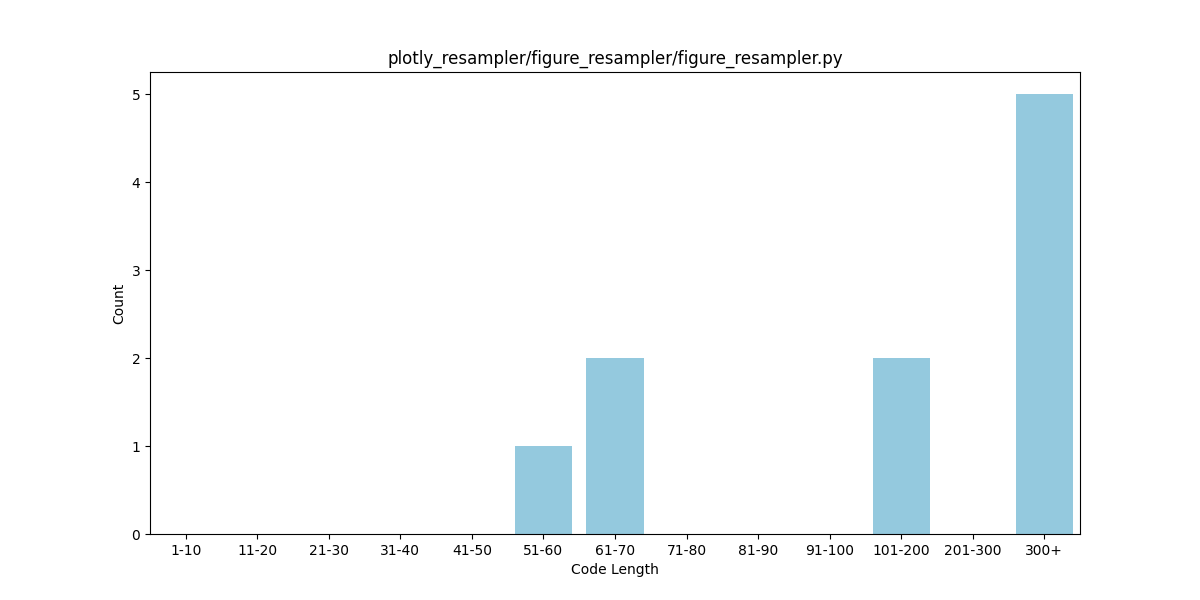 plotly_resampler/figure_resampler/figure_resampler.py
Count
5
4
3
2
1
0
1-10 11-20 21-30 31-40 41-50 51-60 61-70 71-80 81-90 91-100 101-200 201-300 300+
Code Length